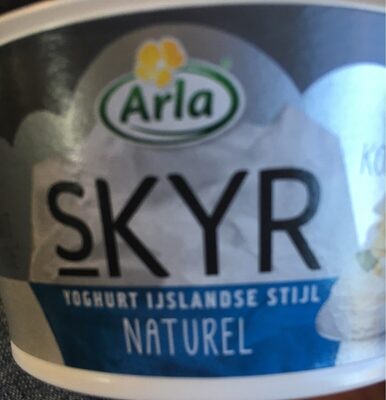 Arla
SKYR
YOGHURT IJSLANDSE STIJL
NATUREL